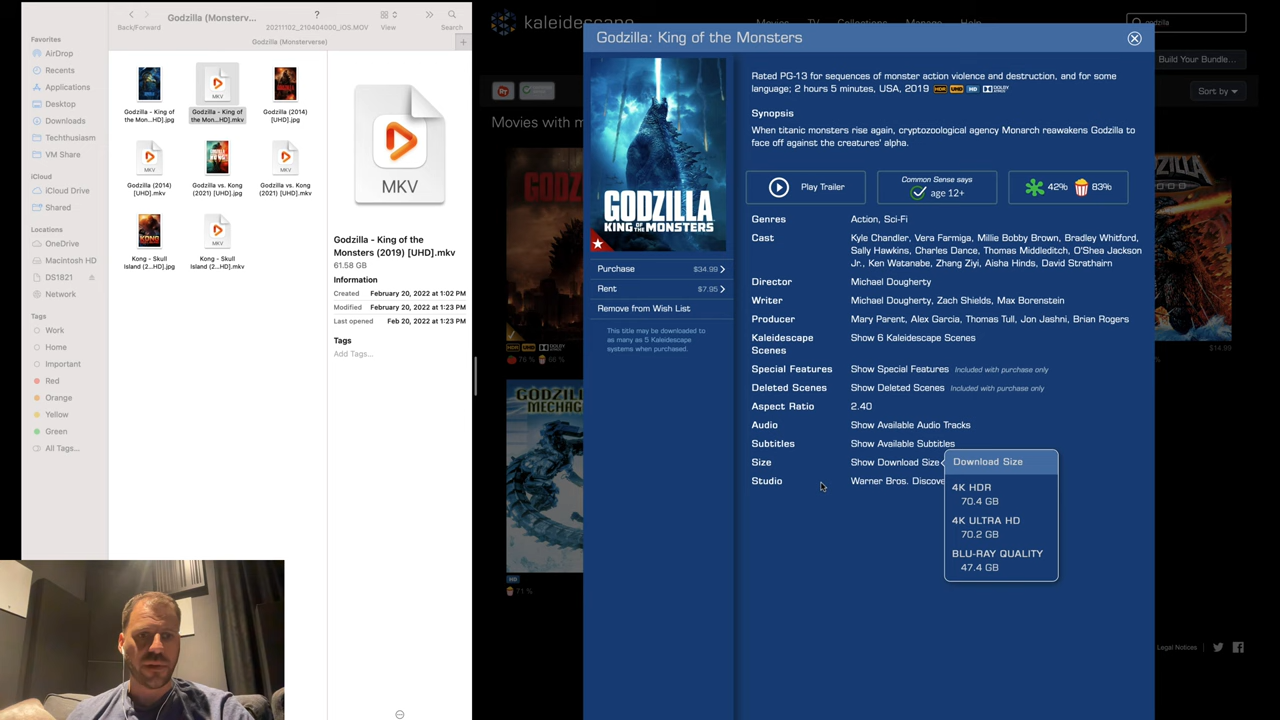 Godzilla (Monsterv...
?
Back/Forward
20211102_210404000_iOS.MOV
View
Search
Godzilla (Monsterverse)
Favorites
AirDrop
Recents
Applications
Desktop
Downloads
Techthusiasm
VM Share
iCloud
iCloud Drive
Shared
Locations
OneDrive
Macintosh HD
DS1821
Network
Tags
Work
Home
Important
Red
Orange
Yellow
Green
All Tags...
MKV
Godzilla - King of
the Mon...HD].jpg
Godzilla - King of
the Mon...HD].mkv
Godzilla (2014)
[UHD].jpg
MKV
MKV
Godzilla (2014)
[UHD].mkv
Godzilla vs. Kong
(2021) [UHD].jpg
Godzilla vs. Kong
(2021) [UHD].mkv
MKV
Kong - Skull
Island (2...HD].jpg
Kong - Skull
Island (2...HD].mkv
MKV
Godzilla - King of the
Monsters (2019) [UHD].mkv
61.58 GB
Information
Created February 20, 2022 at 1:02 PM
Modified February 20, 2022 at 1:23 PM
Last opened Feb 20, 2022 at 1:23 PM
Tags
Add Tags...
kaleidescape
Movies TV Collections Manage Help
Build Your Bundle...
Sort by
Movies with m
$14.99
HD
71 %
Godzilla: King of the Monsters
GODZILLA
KING OF THE MONSTERS
Purchase $34.99
Rent $7.95
Remove from Wish List
This title may be downloaded to
as many as 5 Kaleidescape
systems when purchased.
Rated PG-13 for sequences of monster action violence and destruction, and for some
language; 2 hours 5 minutes, USA, 2019 HDR UHD HD DOLBY
Synopsis
When titanic monsters rise again, cryptozoological agency Monarch reawakens Godzilla to
face off against the creatures' alpha.
Play Trailer
Common Sense says
age 12+
42% 83%
Genres Action, Sci-Fi
Cast Kyle Chandler, Vera Farmiga, Millie Bobby Brown, Bradley Whitford,
Sally Hawkins, Charles Dance, Thomas Middleditch, O'Shea Jackson
Jr., Ken Watanabe, Zhang Ziyi, Aisha Hinds, David Strathairn
Director Michael Dougherty
Writer Michael Dougherty, Zach Shields, Max Borenstein
Producer Mary Parent, Alex Garcia, Thomas Tull, Jon Jashni, Brian Rogers
Kaleidescape Show 6 Kaleidescape Scenes
Scenes
Special Features Show Special Features Included with purchase only
Deleted Scenes Show Deleted Scenes Included with purchase only
Aspect Ratio 2.40
Audio Show Available Audio Tracks
Subtitles Show Available Subtitles
Size Show Download Size
Studio Warner Bros. Discove
Download Size
4K HDR
70.4 GB
4K ULTRA HD
70.2 GB
BLU-RAY QUALITY
47.4 GB
Legal Notices